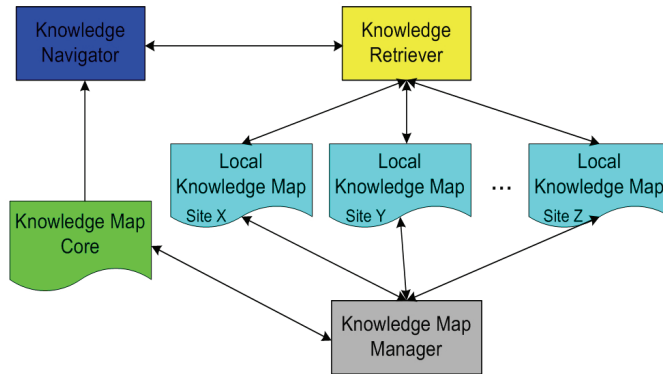 Knowledge
Navigator
Knowledge
Retriever
Local
Knowledge Map
Site X
Local
Knowledge Map
Site Y
...
Local
Knowledge Map
Site Z
Knowledge Map
Core
Knowledge Map
Manager